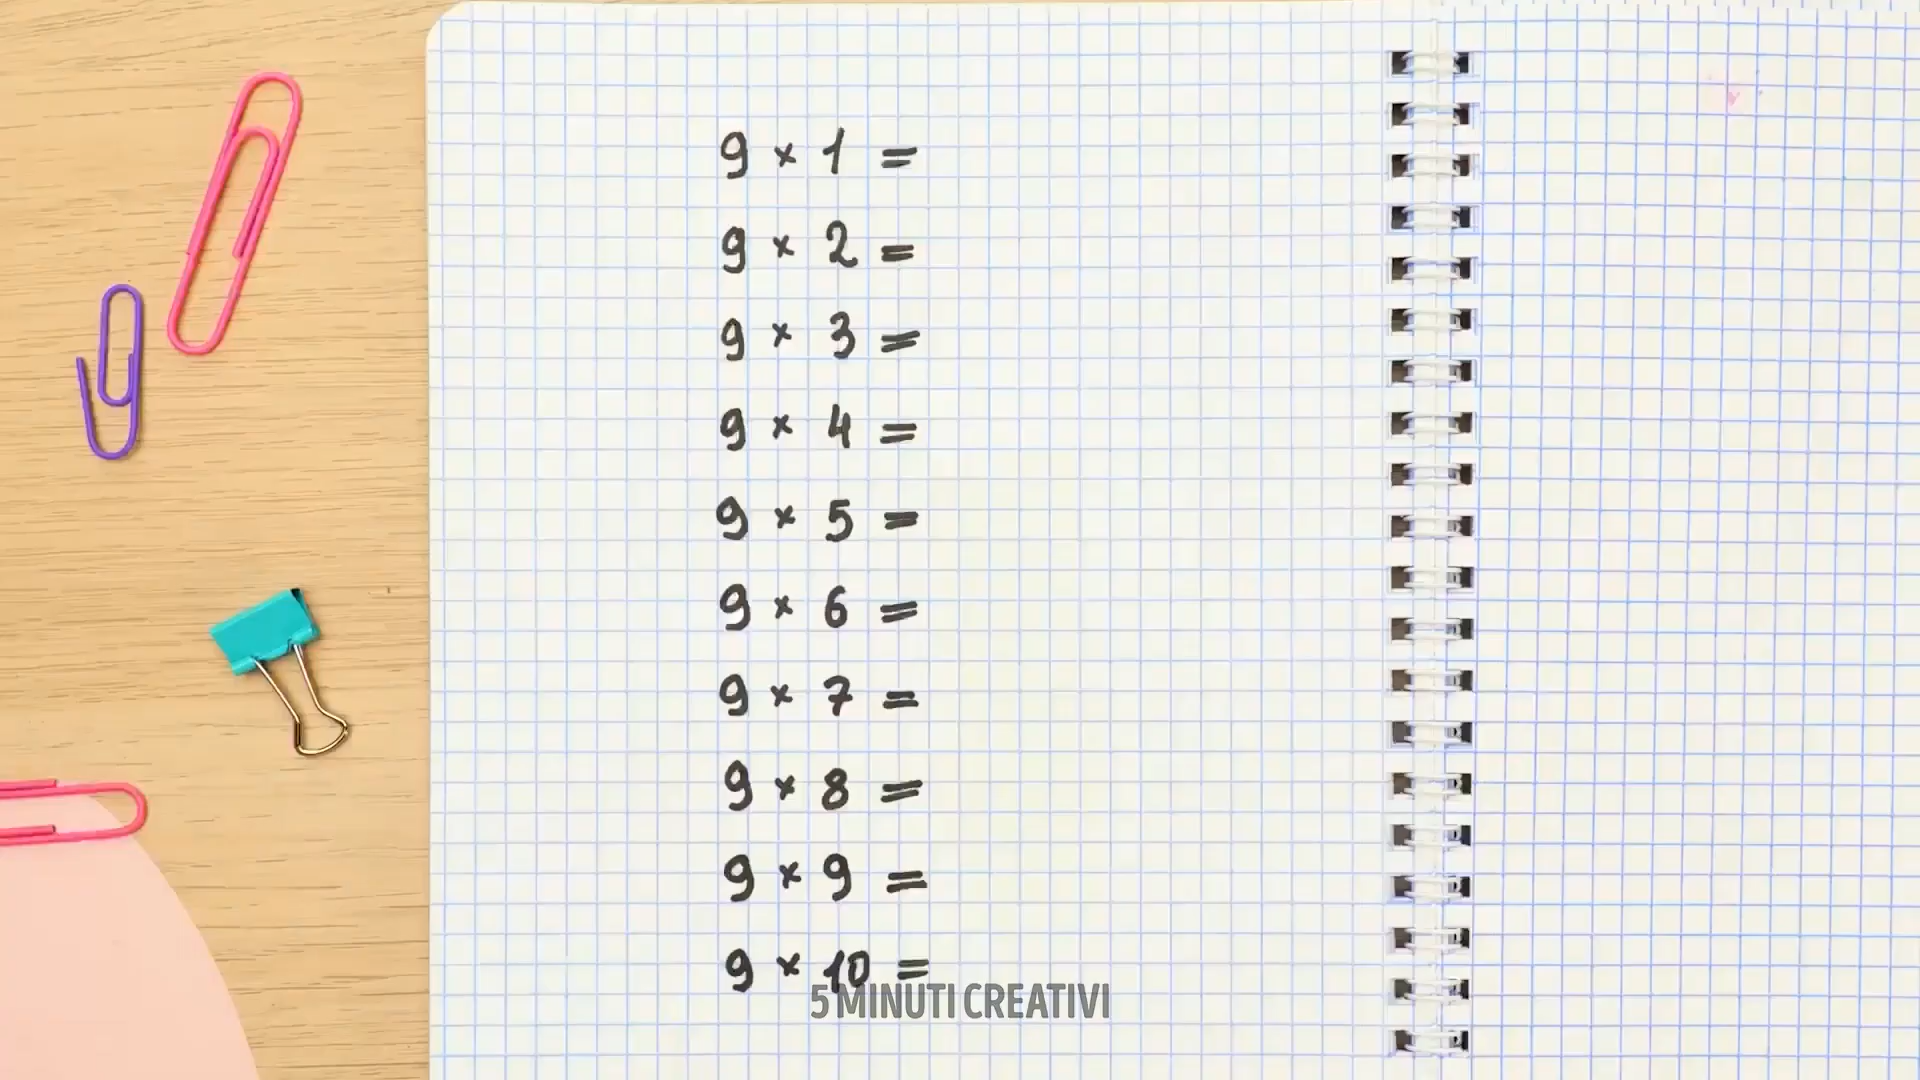 9 × 1 =
9 × 2 =
9 × 3 =
9 × 4 =
9 × 5 =
9 × 6 =
9 × 7 =
9 × 8 =
9 × 9 =
9 × 10 =
5 MINUTI CREATIVI